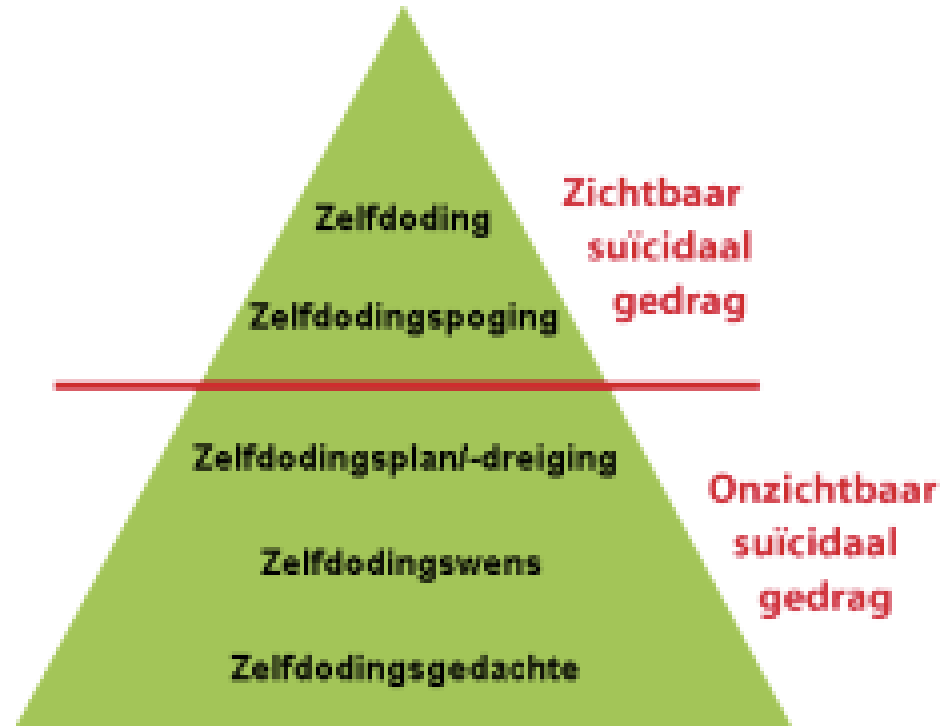 Zelfdoding
Zelfdodingspoging
Zichtbaar
suïcidaal
gedrag
Zelfdodingsplan/-dreiging
Zelfdodingswens
Zelfdodingsgedachte
Onzichtbaar
suïcidaal
gedrag